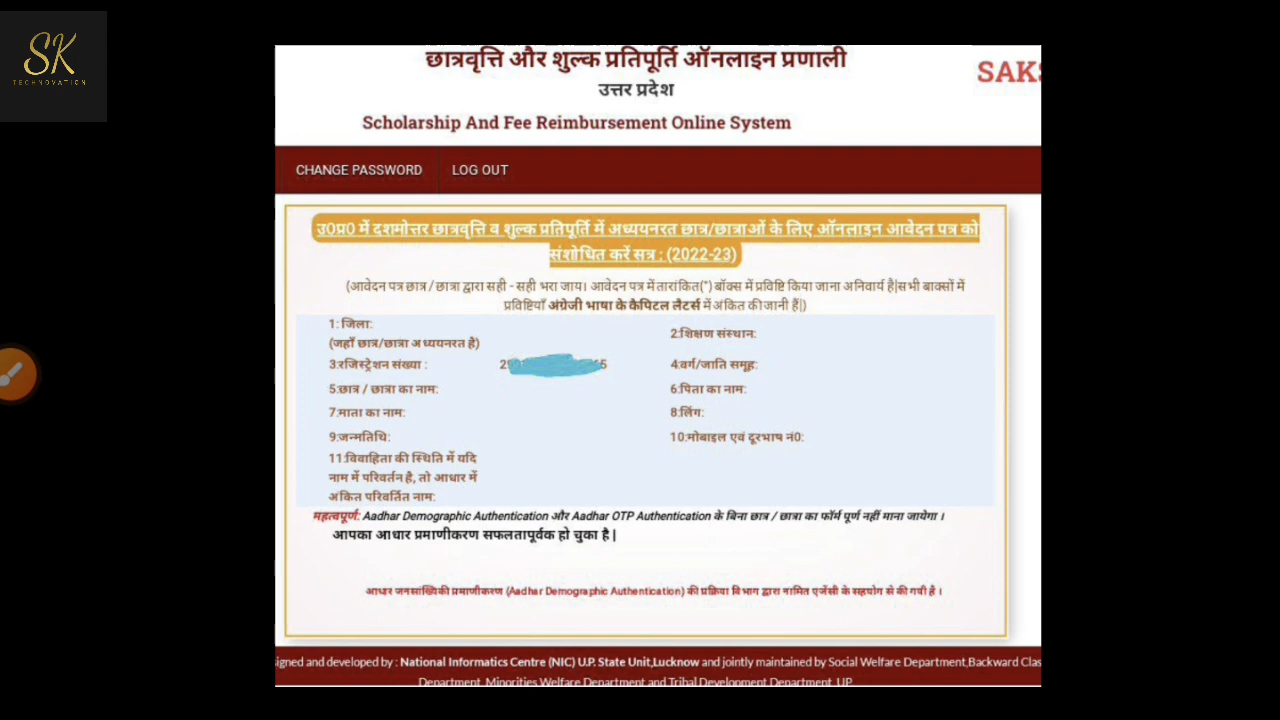 SK
TECHNOVATION
छात्रवृत्ति और शुल्क प्रतिपूर्ति ऑनलाइन प्रणाली
उत्तर प्रदेश
SAKS
Scholarship And Fee Reimbursement Online System
CHANGE PASSWORD LOG OUT
उ0प्र0 में दशमोत्तर छात्रवृत्ति व शुल्क प्रतिपूर्ति में अध्ययनरत छात्र/छात्राओं के लिए ऑनलाइन आवेदन पत्र को
संशोधित करें सत्र : (2022-23)
(आवेदन पत्र छात्र / छात्रा द्वारा सही - सही भरा जाय। आवेदन पत्र में तारांकित(*) बॉक्स में प्रविष्टि किया जाना अनिवार्य है|सभी बाक्सों में
प्रविष्टियाँ अंग्रेजी भाषा के कैपिटल लैटर्स में अंकित की जानी हैं|)
1: जिला:
(जहाँ छात्र/छात्रा अध्ययनरत है)
2:शिक्षण संस्थान:
3:रजिस्ट्रेशन संख्या :
4:वर्ग/जाति समूह:
5:छात्र / छात्रा का नाम:
6:पिता का नाम:
7:माता का नाम:
8:लिंग:
9:जन्मतिथि:
10:मोबाइल एवं दूरभाष नं0:
11:विवाहिता की स्थिति में यदि
नाम में परिवर्तन है, तो आधार में
अंकित परिवर्तित नाम:
महत्वपूर्ण: Aadhar Demographic Authentication और Aadhar OTP Authentication के बिना छात्र / छात्रा का फॉर्म पूर्ण नहीं माना जायेगा ।
आपका आधार प्रमाणीकरण सफलतापूर्वक हो चुका है |
आधार जनसांख्यिकी प्रमाणीकरण (Aadhar Demographic Authentication) की प्रक्रिया विभाग द्वारा नामित एजेंसी के सहयोग से की गयी है ।
igned and developed by : National Informatics Centre (NIC) U.P. State Unit,Lucknow and jointly maintained by Social Welfare Department,Backward Clas
Department, Minorities Welfare Department and Tribal Development Department, UP